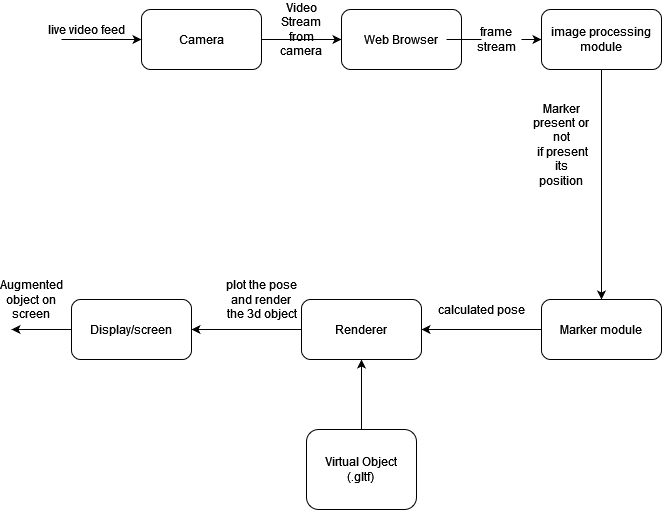 live video feed
Camera
Video
Stream
from
camera
Web Browser
frame
stream
image processing
module
Marker
present or
not
if present
its
position
Augmented
object on
screen
Display/screen
plot the pose
and render
the 3d object
Renderer
calculated pose
Marker module
Virtual Object
(.gltf)